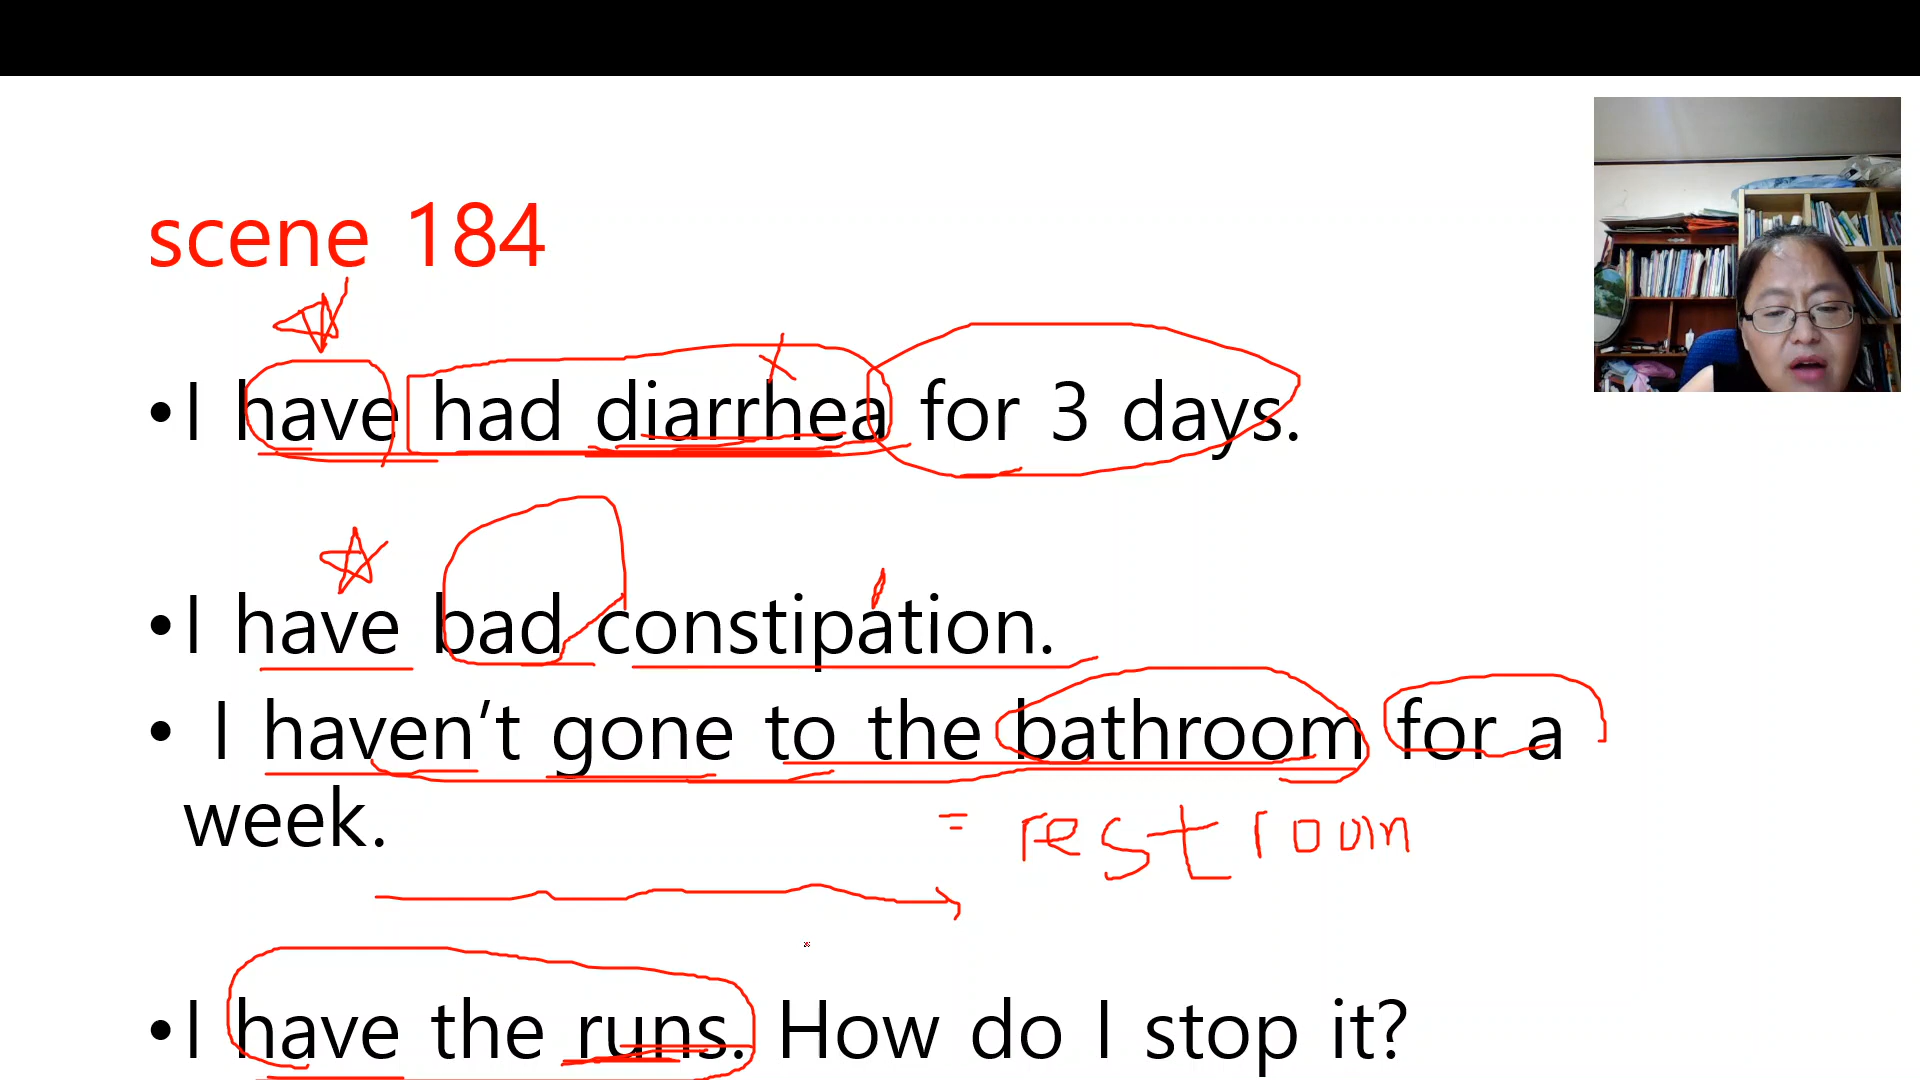 scene 184
•I have had diarrhea for 3 days.
•I have bad constipation.
• I haven’t gone to the bathroom for a
week.
= restroom
•I have the runs. How do I stop it?